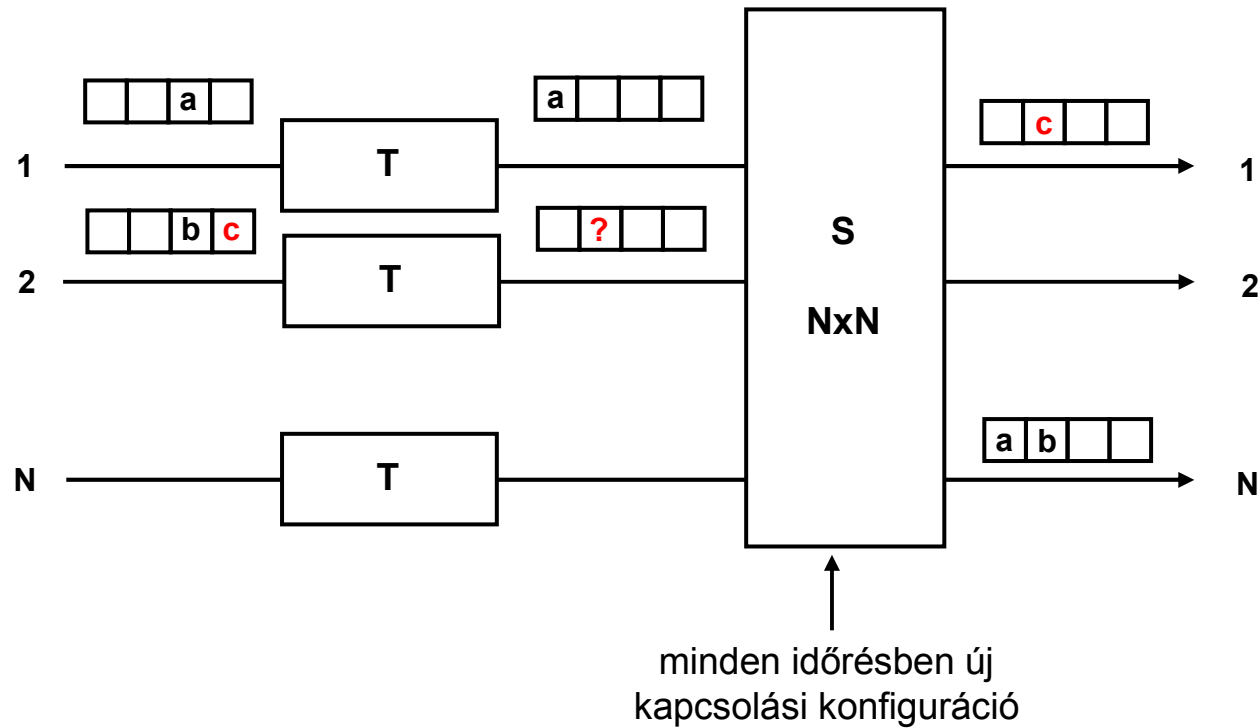 a
a
c
1
T
1
b c
?
S
2
T
2
NxN
a b
N
T
N
minden időrésben új
kapcsolási konfiguráció